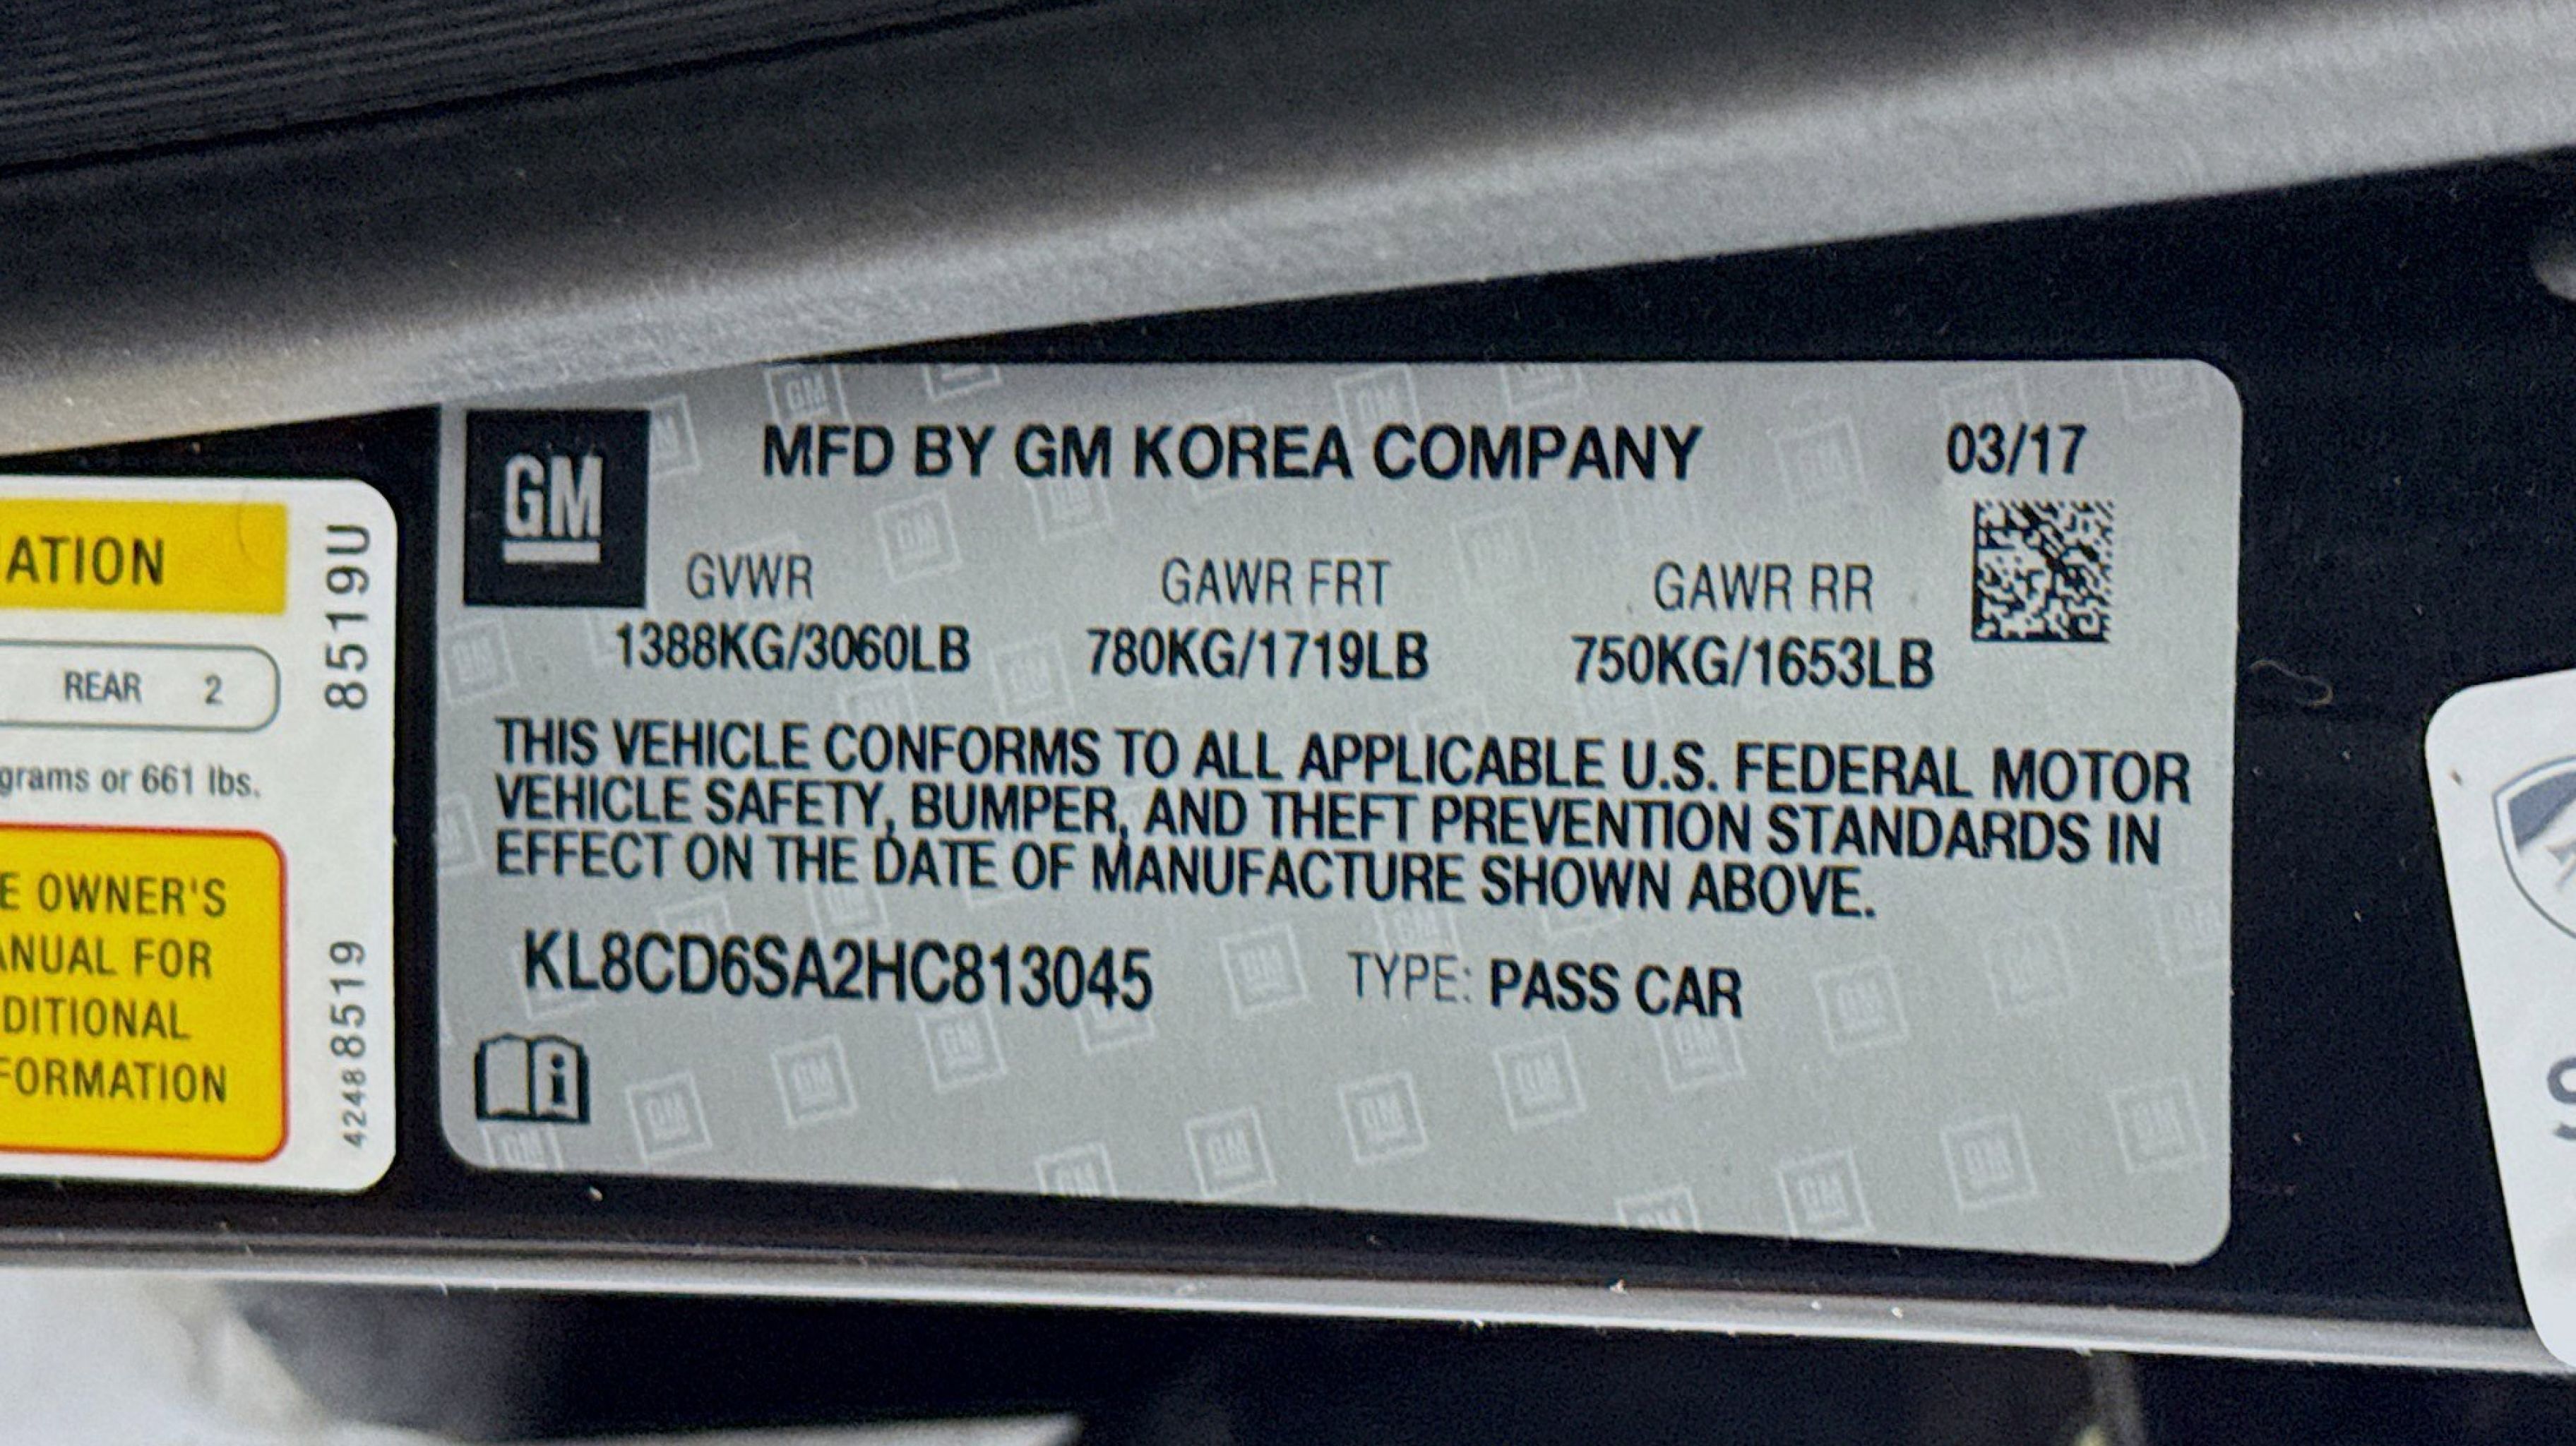 ATION
REAR 2
grams or 661 lbs.
E OWNER'S
ANUAL FOR
DITIONAL
FORMATION
8519U
42488519
GM
MFD BY GM KOREA COMPANY 03/17
GVWR GAWR FRT GAWR RR
1388KG/3060LB 780KG/1719LB 750KG/1653LB
THIS VEHICLE CONFORMS TO ALL APPLICABLE U.S. FEDERAL MOTOR
VEHICLE SAFETY, BUMPER, AND THEFT PREVENTION STANDARDS IN
EFFECT ON THE DATE OF MANUFACTURE SHOWN ABOVE.
KL8CD6SA2HC813045 TYPE: PASS CAR
i